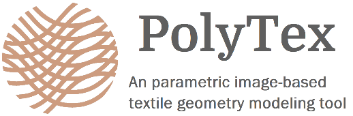 PolyTex
An parametric image-based
textile geometry modeling tool